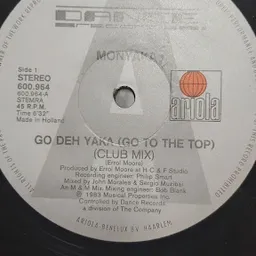 DANCE
MONYAKA
Side 1
STEREO
600.964
600.964-A
STEMRA
45 RPM.
Time 6'32"
Made in Holland
ariola
GO DEH YAKA (GO TO THE TOP)
(CLUB MIX)
(Errol Moore)
Produced by Errol Moore at H C & F Studio
Recording engineer: Philip Smart
Mixed by John Morales & Sergio Munzibai
An M & M Mix. Mixing engineer: Bob Blank
℗ 1983 Musical Properties Inc.
Controlled by Dance Records
a division of The Company
ARIOLA BENELUX BV. HAARLEM